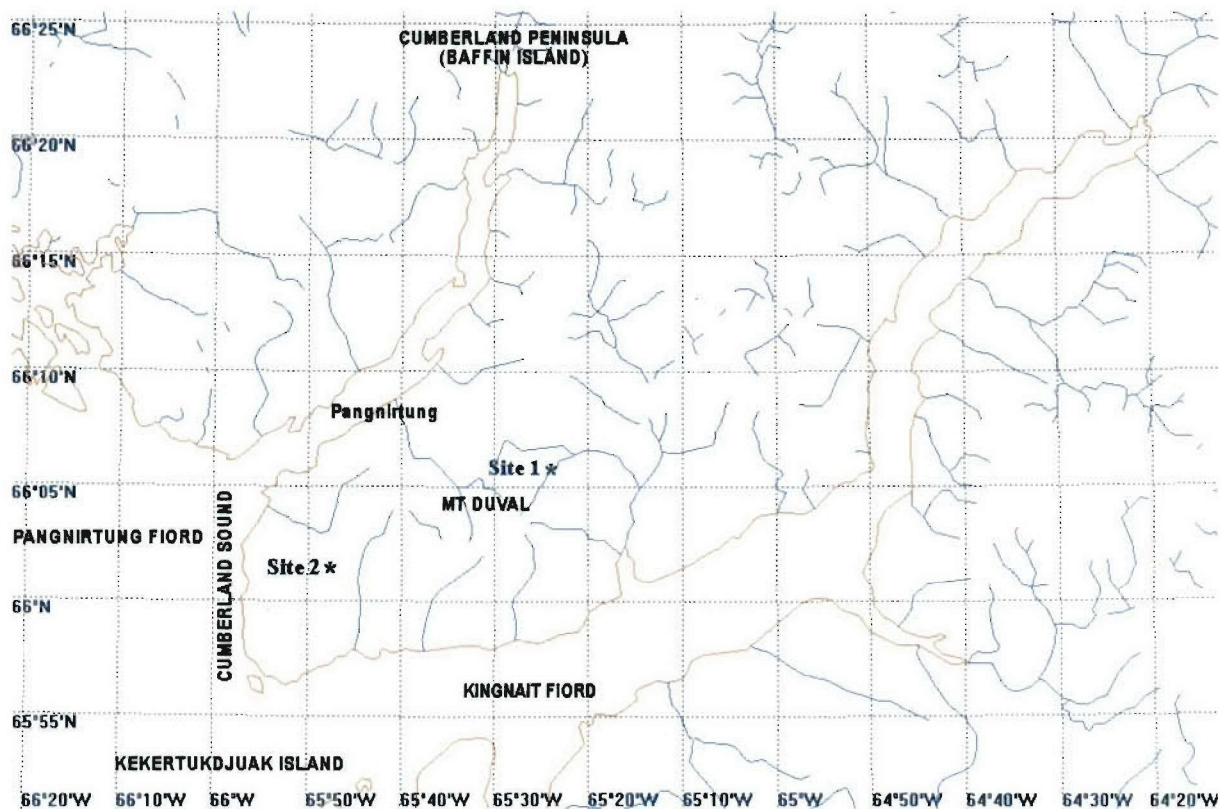 66°25'N
CUMBERLAND PENINSULA
(BAFFIN ISLAND)
66°20'N
66°15'N
66°10'N
Pangnirtung
Site 1 *
66°05'N
MT DUVAL
PANGNIRTUNG FIORD
CUMBERLAND SOUND
Site 2 *
66°N
KINGNAIT FIORD
65°55'N
KEKERTUKDJUAK ISLAND
66°20'W 66°10'W 66°W 65°50'W 65°40'W 65°30'W 65°20'W 65°10'W 65°W 64°50'W 64°40'W 64°30'W 64°20'W